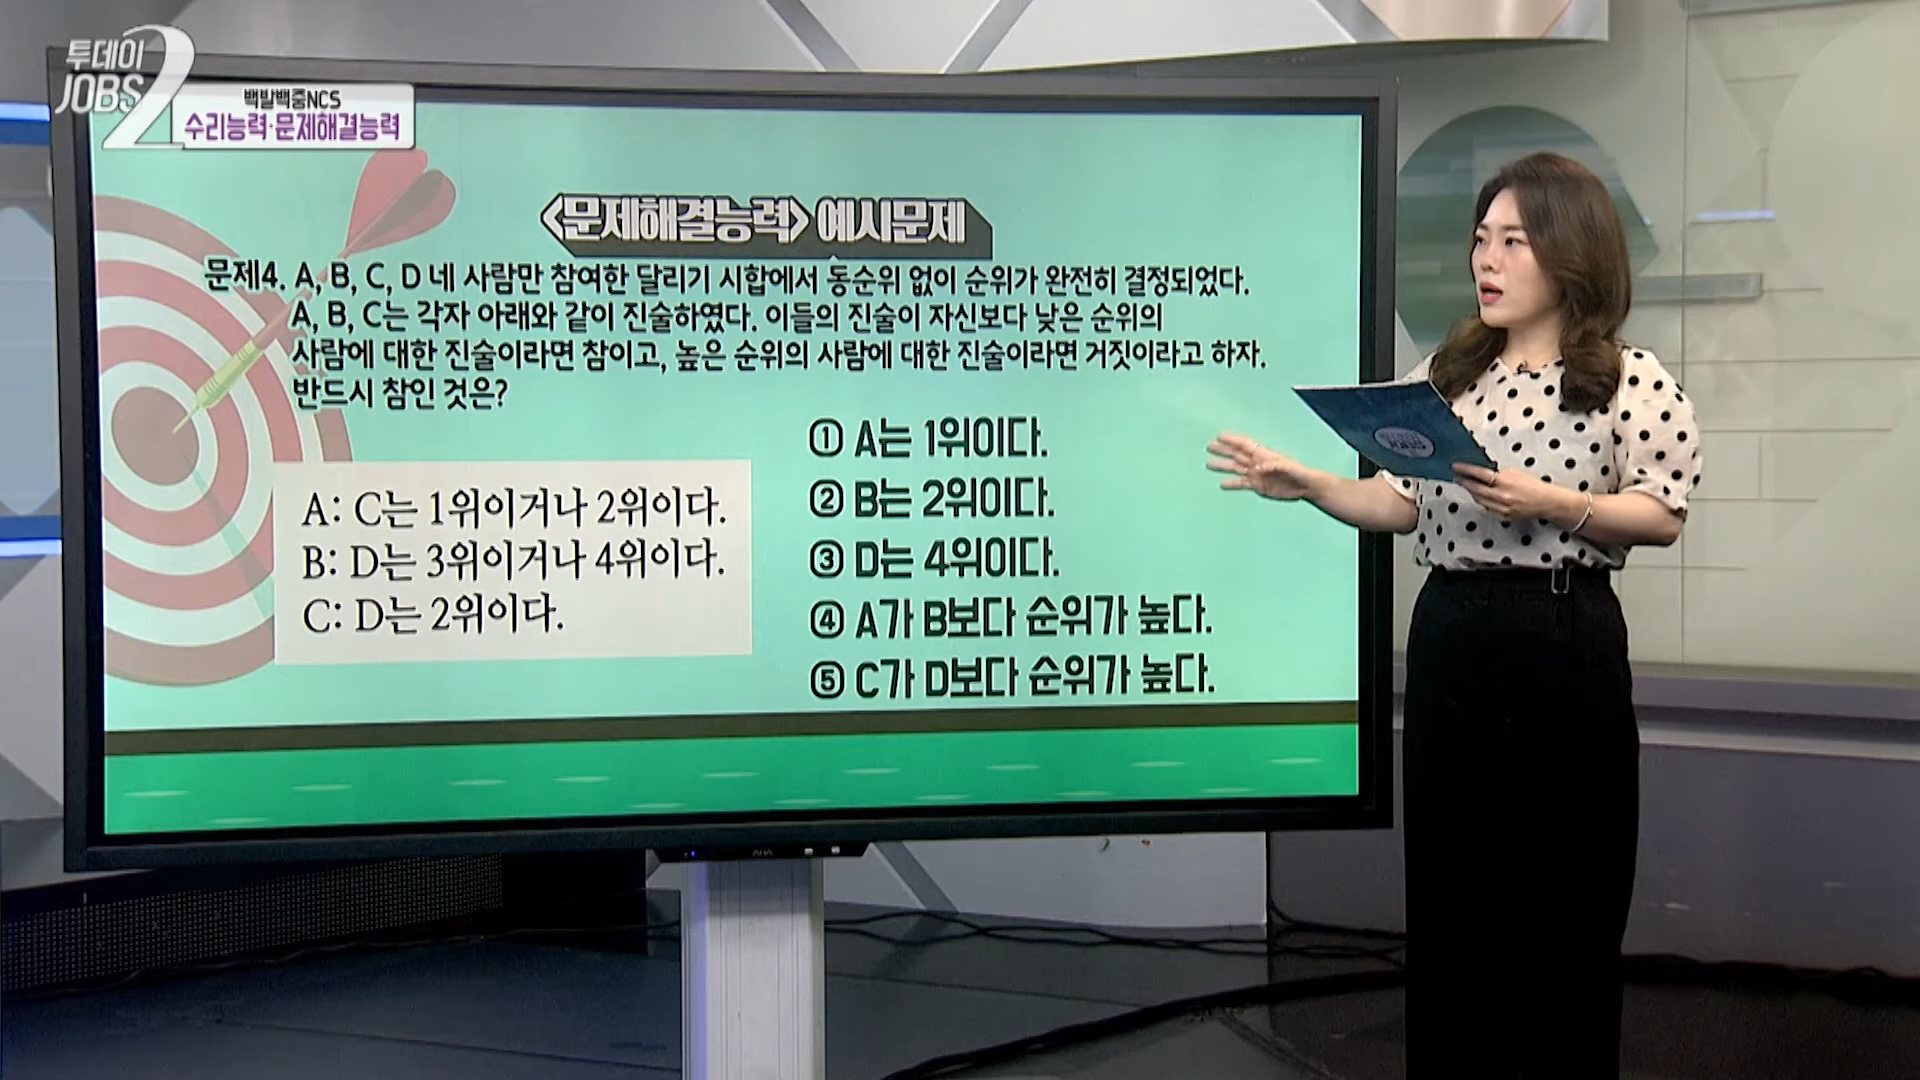 투데이
JOBS 2
백발백중NCS
수리능력·문제해결능력
<문제해결능력> 예시문제
문제4. A, B, C, D 네 사람만 참여한 달리기 시합에서 동순위 없이 순위가 완전히 결정되었다.
A, B, C는 각자 아래와 같이 진술하였다. 이들의 진술이 자신보다 낮은 순위의
사람에 대한 진술이라면 참이고, 높은 순위의 사람에 대한 진술이라면 거짓이라고 하자.
반드시 참인 것은?
A: C는 1위이거나 2위이다.
B: D는 3위이거나 4위이다.
C: D는 2위이다.
① A는 1위이다.
② B는 2위이다.
③ D는 4위이다.
④ A가 B보다 순위가 높다.
⑤ C가 D보다 순위가 높다.